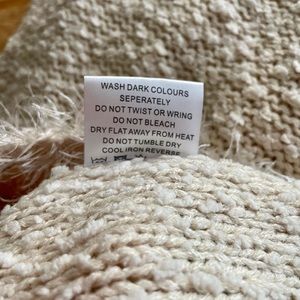 WASH DARK COLOURS
SEPERATELY
DO NOT TWIST OR WRING
DO NOT BLEACH
DRY FLAT AWAY FROM HEAT
DO NOT TUMBLE DRY
COOL IRON REVERSE